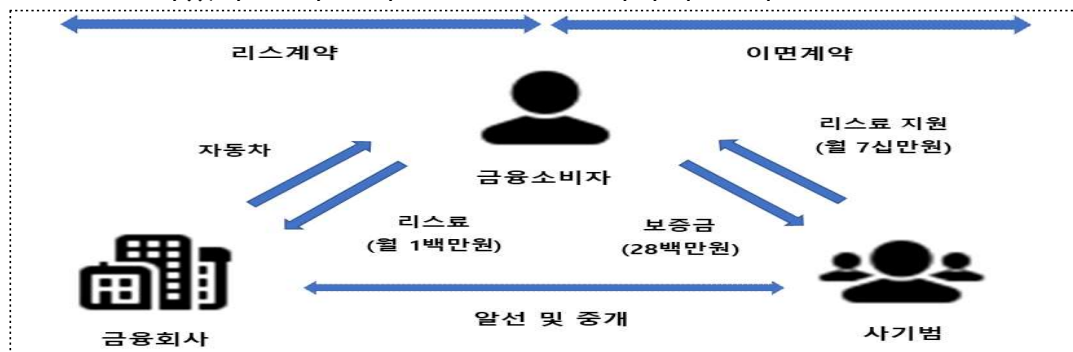 리스계약
이면계약
리스료 지원
(월 7십만원)
자동차
금융소비자
리스료
(월 1백만원)
보증금
(28백만원)
알선 및 중개
금융회사
사기범